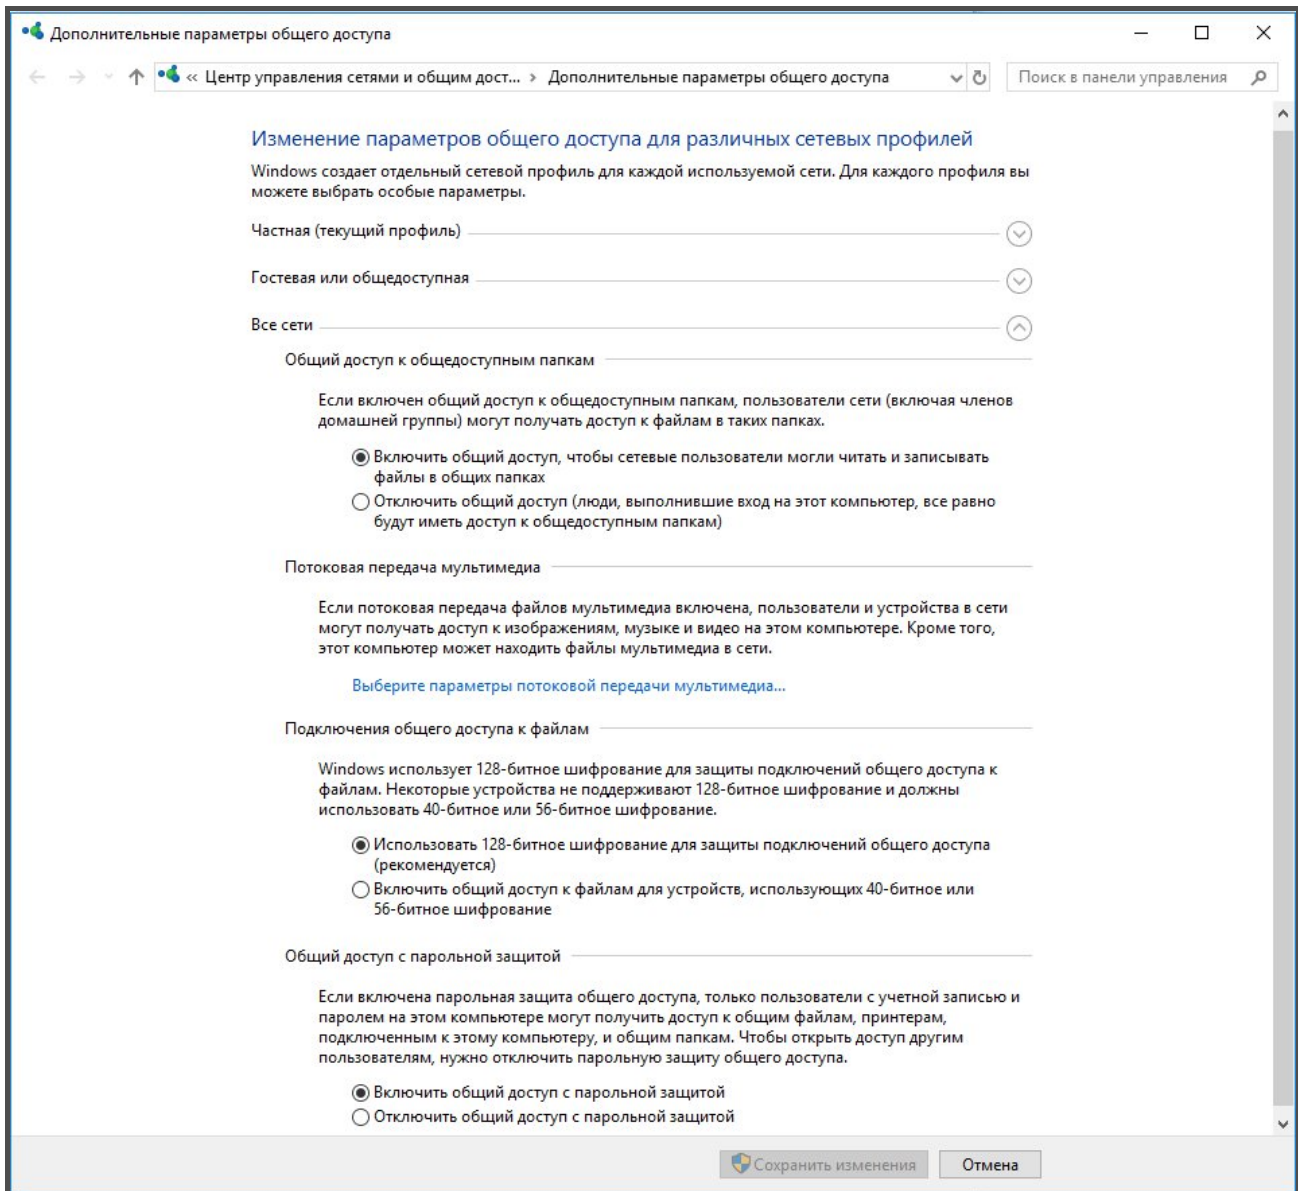 Дополнительные параметры общего доступа
« Центр управления сетями и общим дост... › Дополнительные параметры общего доступа
Поиск в панели управления
Изменение параметров общего доступа для различных сетевых профилей
Windows создает отдельный сетевой профиль для каждой используемой сети. Для каждого профиля вы
можете выбрать особые параметры.
Частная (текущий профиль)
Гостевая или общедоступная
Все сети
Общий доступ к общедоступным папкам
Если включен общий доступ к общедоступным папкам, пользователи сети (включая членов
домашней группы) могут получать доступ к файлам в таких папках.
Включить общий доступ, чтобы сетевые пользователи могли читать и записывать
файлы в общих папках
Отключить общий доступ (люди, выполнившие вход на этот компьютер, все равно
будут иметь доступ к общедоступным папкам)
Потоковая передача мультимедиа
Если потоковая передача файлов мультимедиа включена, пользователи и устройства в сети
могут получать доступ к изображениям, музыке и видео на этом компьютере. Кроме того,
этот компьютер может находить файлы мультимедиа в сети.
Выберите параметры потоковой передачи мультимедиа...
Подключения общего доступа к файлам
Windows использует 128-битное шифрование для защиты подключений общего доступа к
файлам. Некоторые устройства не поддерживают 128-битное шифрование и должны
использовать 40-битное или 56-битное шифрование.
Использовать 128-битное шифрование для защиты подключений общего доступа
(рекомендуется)
Включить общий доступ к файлам для устройств, использующих 40-битное или
56-битное шифрование
Общий доступ с парольной защитой
Если включена парольная защита общего доступа, только пользователи с учетной записью и
паролем на этом компьютере могут получить доступ к общим файлам, принтерам,
подключенным к этому компьютеру, и общим папкам. Чтобы открыть доступ другим
пользователям, нужно отключить парольную защиту общего доступа.
Включить общий доступ с парольной защитой
Отключить общий доступ с парольной защитой
Сохранить изменения
Отмена